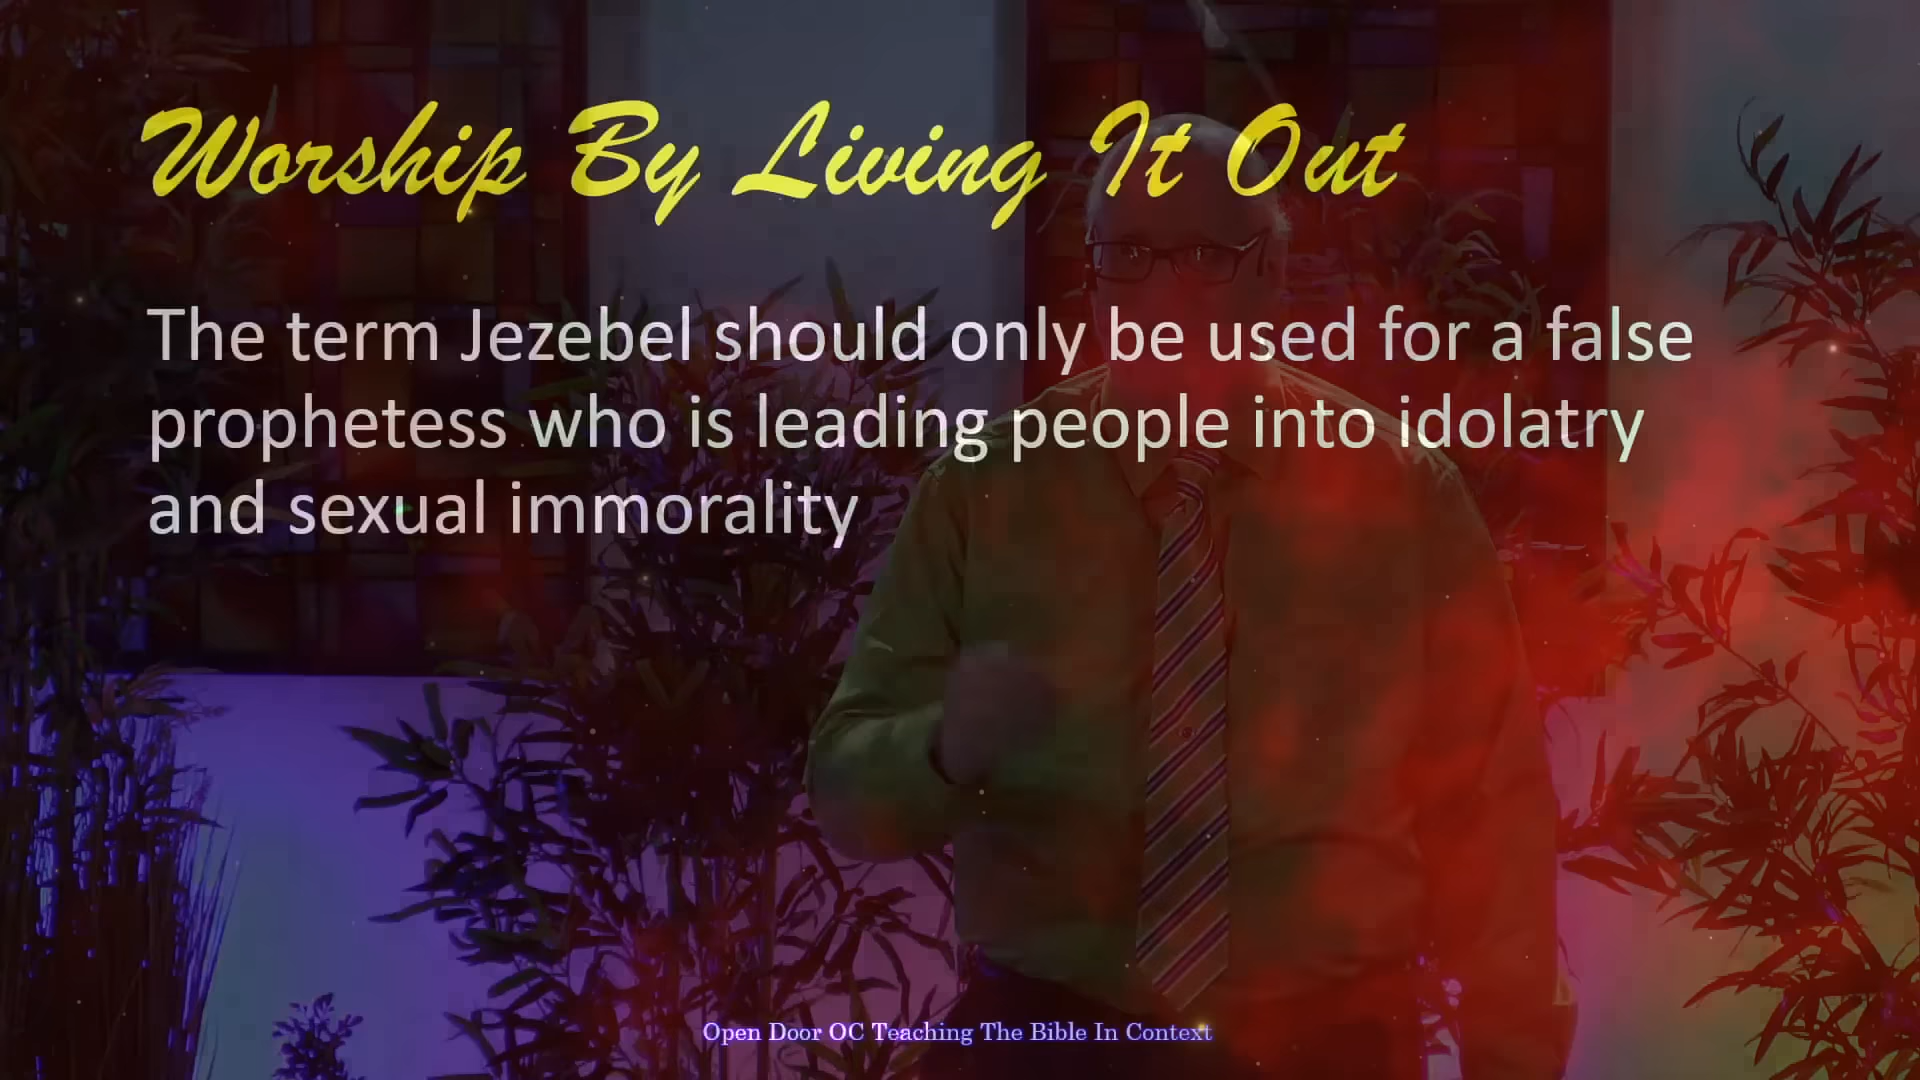 Worship By Living It Out
The term Jezebel should only be used for a false
prophetess who is leading people into idolatry
and sexual immorality
Open Door OC Teaching The Bible In Context